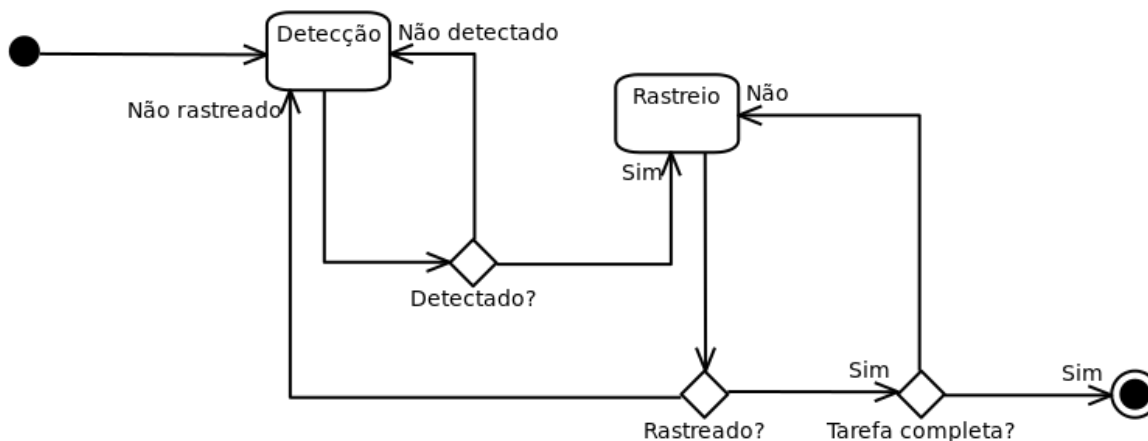 Detecção
Não detectado
Não rastreado
Rastreio
Não
Sim
Detectado?
Sim
Sim
Rastreado?
Tarefa completa?